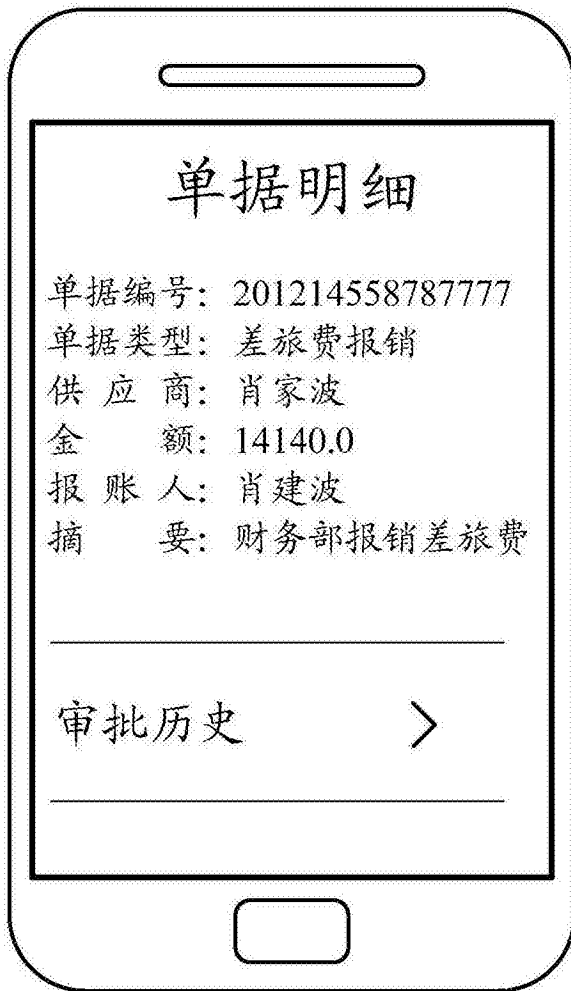 单据明细
单据编号：201214558787777
单据类型：差旅费报销
供应商：肖家波
金额：14140.0
报账人：肖建波
摘要：财务部报销差旅费
审批历史